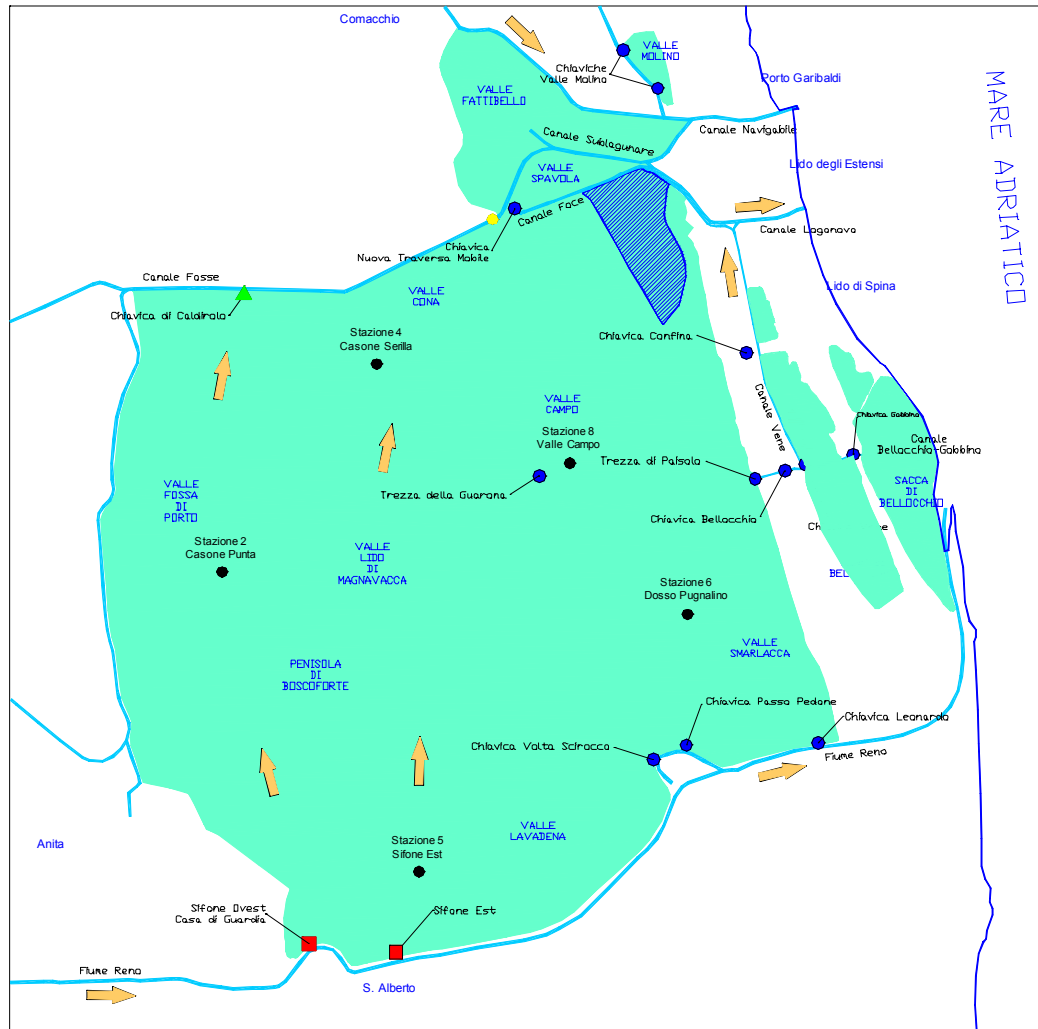 Comacchio
VALLE
MOLINO
Chiaviche
Valle Molino
Porto Garibaldi
VALLE
FATTIBELLO
Canale Sublagunare
Canale Navigabile
MARE ADRIATICO
VALLE
SPAVOLA
Lido degli Estensi
Canale Foce
Canale Logonovo
Chiavica
Nuova Traversa Mobile
Canale Fosse
VALLE
CONA
Lido di Spina
Chiavica di Caldirolo
Stazione 4
Casone Serilla
Chiavica Confina
Canale Vene
VALLE
CAMPO
Stazione 8
Valle Campo
Chiavica Gobbino
Canale
Bellocchio-Gobbino
Trezza di Paisolo
Trezza della Guarana
VALLE
FOSSA
DI
PORTO
SACCA
DI
BELLOCCHIO
Chiavica Bellocchio
Stazione 2
Casone Punta
VALLE
LIDO
DI
MAGNAVACCA
Stazione 6
Dosso Pugnalino
VALLE
SMARLACCA
PENISOLA
DI
BOSCOFORTE
Chiavica Passo Pedone
Chiavica Leonardo
Chiavica Volta Scirocco
Fiume Reno
VALLE
LAVADENA
Anita
Stazione 5
Sifone Est
Sifone Ovest
Casa di Guardia
Sifone Est
Fiume Reno
S. Alberto